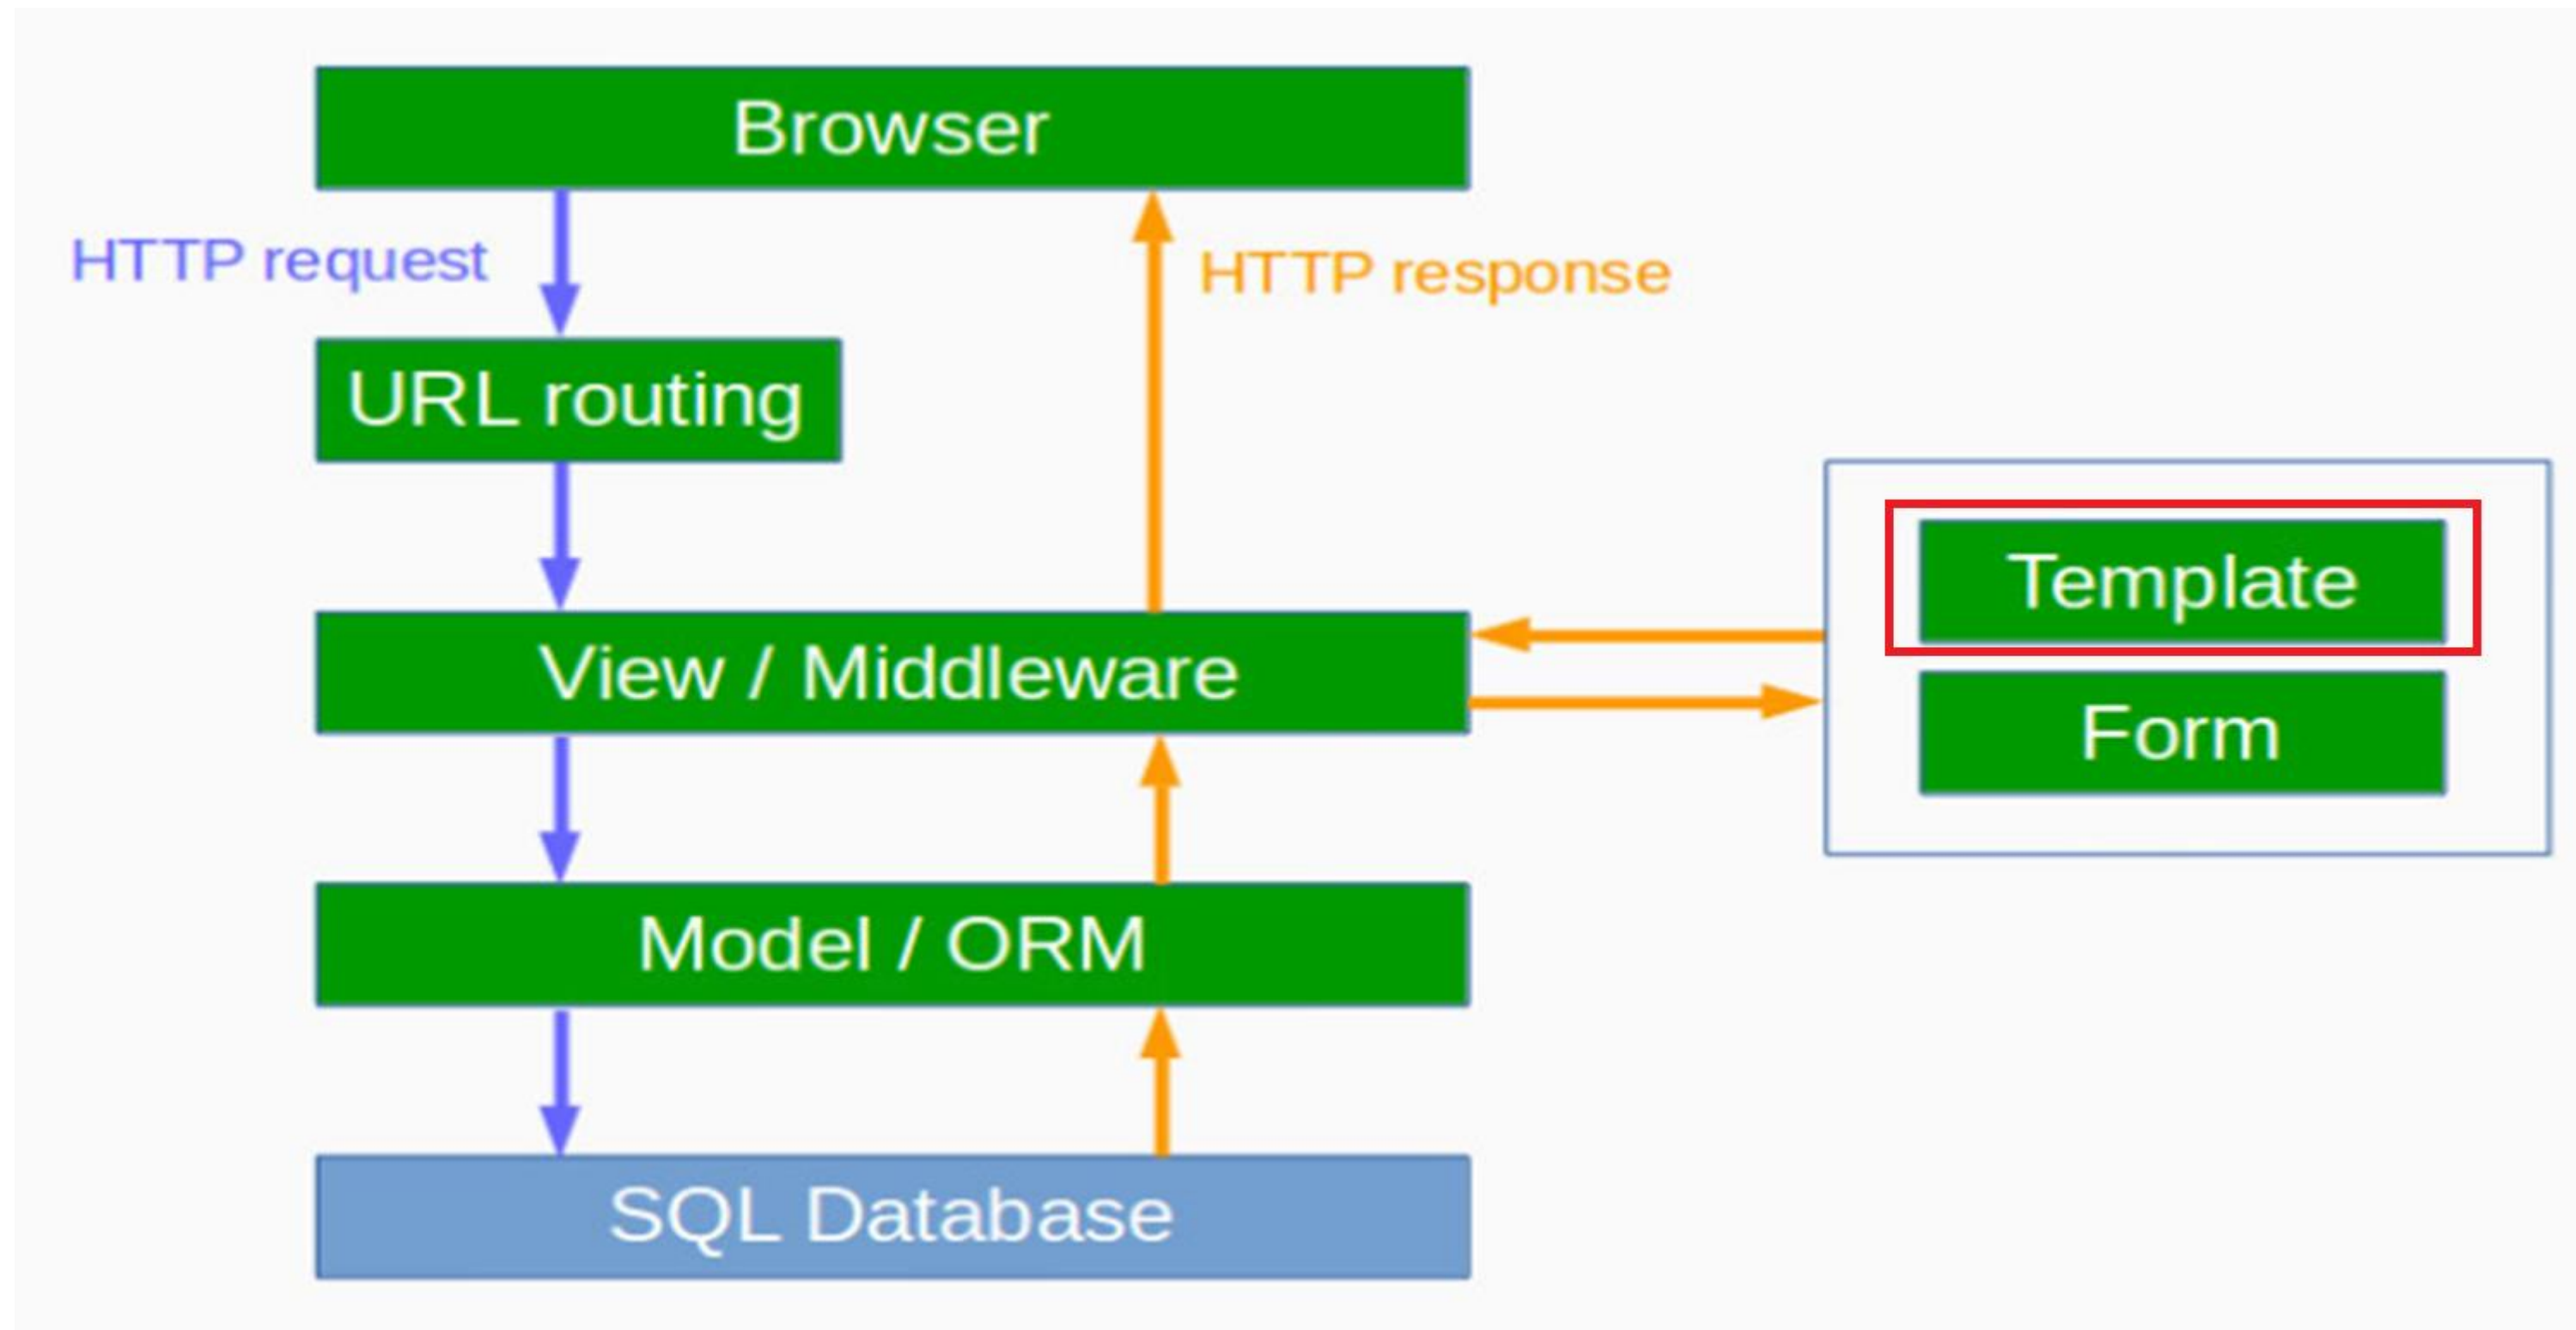 Browser
HTTP request
HTTP response
URL routing
Template
View / Middleware
Form
Model / ORM
SQL Database